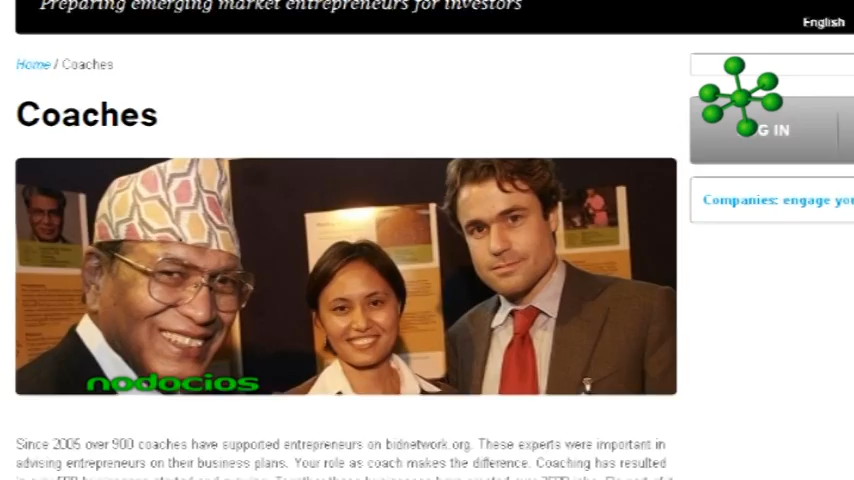 Preparing emerging market entrepreneurs for investors
English
Home / Coaches
Coaches
G IN
Companies: engage you
nodocios
Since 2005 over 900 coaches have supported entrepreneurs on bidnetwork.org. These experts were important in
advising entrepreneurs on their business plans. Your role as coach makes the difference. Coaching has resulted